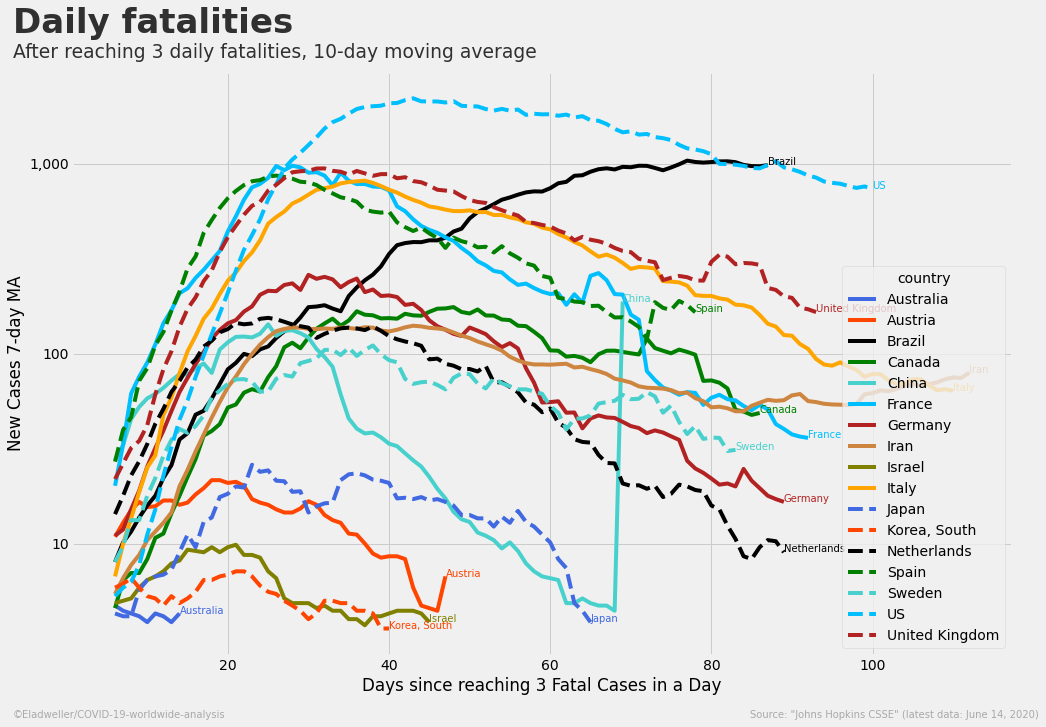 Daily fatalities
After reaching 3 daily fatalities, 10-day moving average
New Cases 7-day MA
1,000
100
10
20
40
60
80
100
Days since reaching 3 Fatal Cases in a Day
Brazil
US
China
Spain
United Kingdom
Iran
Italy
Canada
France
Sweden
Germany
Netherlands
Austria
Australia
Israel
Korea, South
Japan
country
Australia
Austria
Brazil
Canada
China
France
Germany
Iran
Israel
Italy
Japan
Korea, South
Netherlands
Spain
Sweden
US
United Kingdom
©Eladweller/COVID-19-worldwide-analysis
Source: "Johns Hopkins CSSE" (latest data: June 14, 2020)